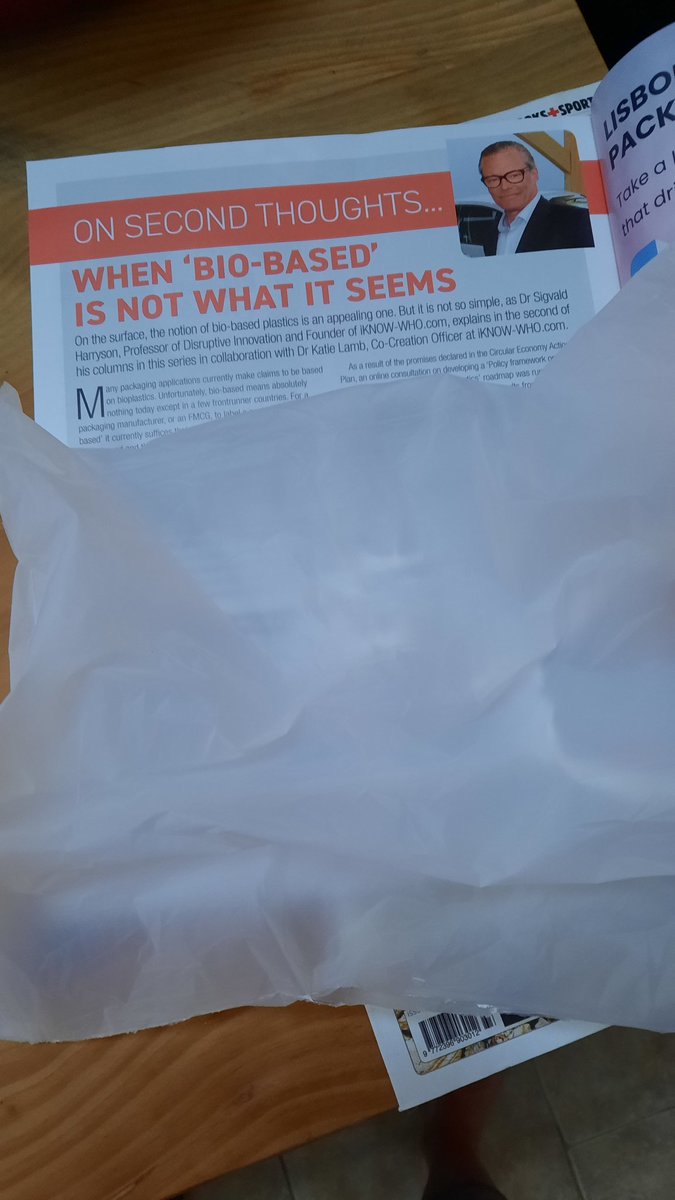 KS+SPORT
LISBO
PACK
Take a
that dri
ON SECOND THOUGHTS...
WHEN ‘BIO-BASED’
IS NOT WHAT IT SEEMS
On the surface, the notion of bio-based plastics is an appealing one. But it is not so simple, as Dr Sigvald
Harryson, Professor of Disruptive Innovation and Founder of iKNOW-WHO.com, explains in the second of
his columns in this series in collaboration with Dr Katie Lamb, Co-Creation Officer at iKNOW-WHO.com.
Many packaging applications currently make claims to be based
on bioplastics. Unfortunately, bio-based means absolutely
nothing today except in a few frontrunner countries. For a
packaging manufacturer, or an FMCG, to label
based’ it currently suffices
As a result of the promises declared in the Circular Economy Action
Plan, an online consultation on developing a ‘Policy framework
roadmap was
9 772396 903012